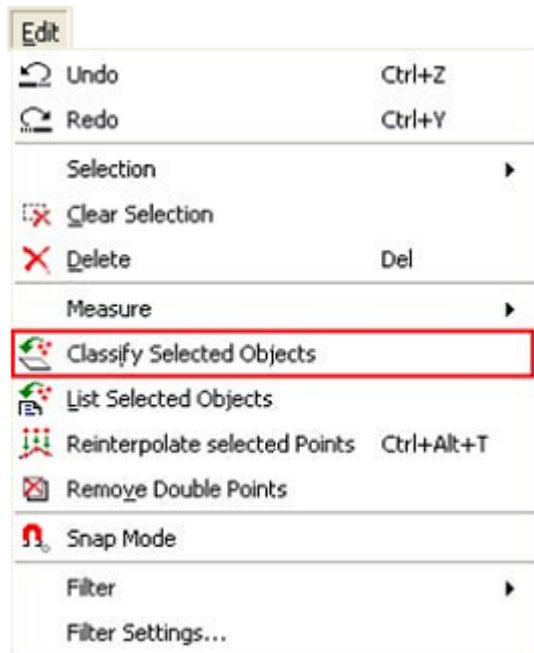 Edit
Undo Ctrl+Z
Redo Ctrl+Y
Selection
Clear Selection
Delete Del
Measure
Classify Selected Objects
List Selected Objects
Reinterpolate selected Points Ctrl+Alt+T
Remove Double Points
Snap Mode
Filter
Filter Settings...